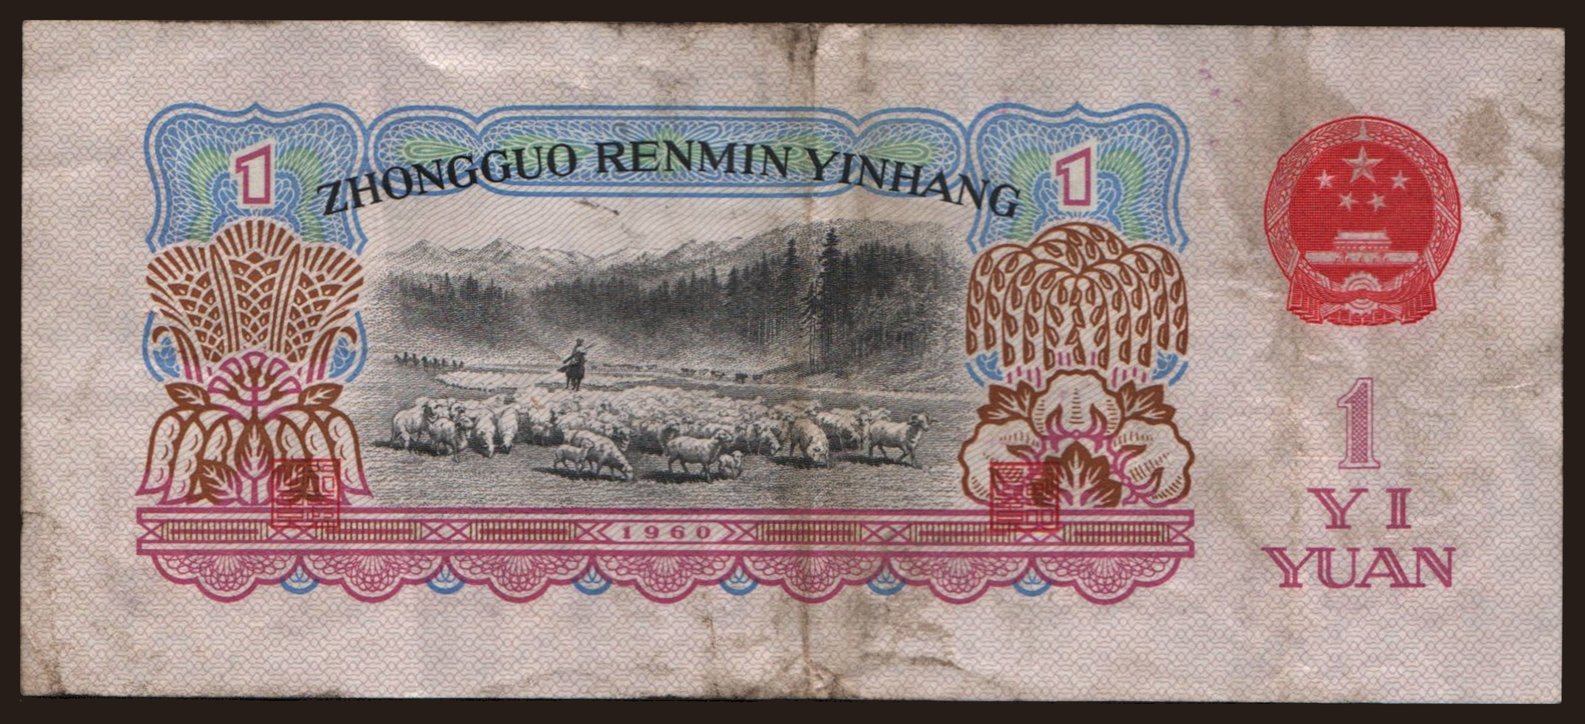 ZHONGGUO RENMIN YINHANG
1
1
1960
1
YI
YUAN